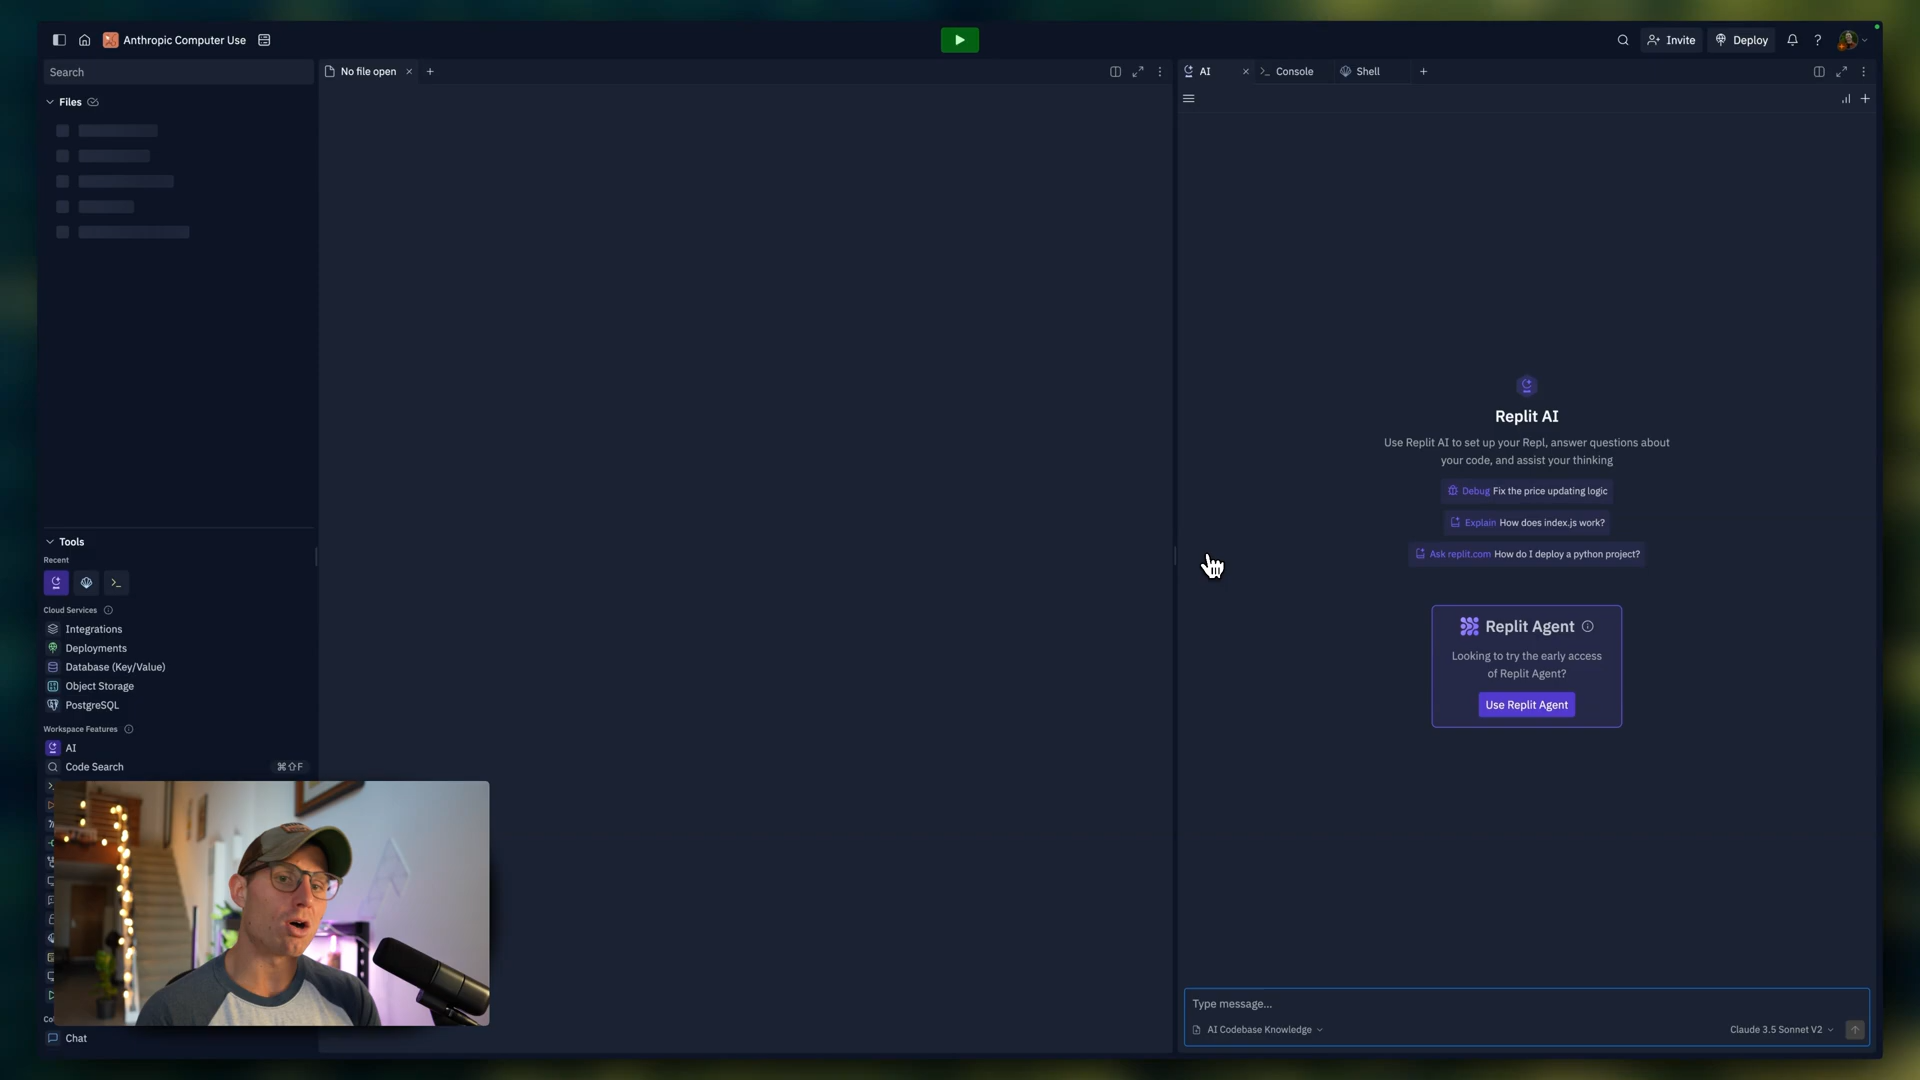 Anthropic Computer Use
Invite
Deploy
Search
No file open
AI
Console
Shell
Files
Replit AI
Use Replit AI to set up your Repl, answer questions about
your code, and assist your thinking
Debug Fix the price updating logic
Explain How does index.js work?
Ask replit.com How do I deploy a python project?
Replit Agent
Looking to try the early access
of Replit Agent?
Use Replit Agent
Tools
Recent
Cloud Services
Integrations
Deployments
Database (Key/Value)
Object Storage
PostgreSQL
Workspace Features
AI
Code Search ⌘⇧F
Chat
Type message...
AI Codebase Knowledge
Claude 3.5 Sonnet V2